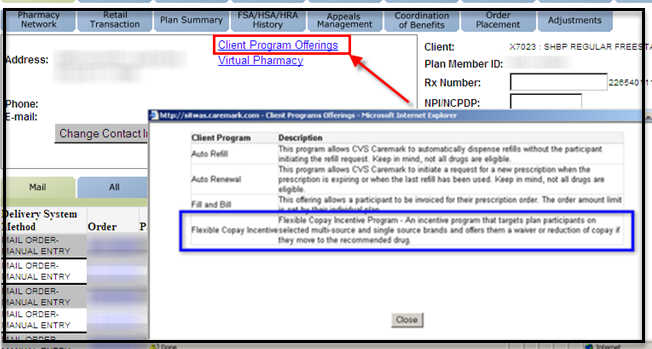 Pharmacy Network
Retail Transaction
Plan Summary
FSA/HSA/HRA History
Appeals Management
Coordination of Benefits
Order Placement
Adjustments
Address:
Client Program Offerings
Virtual Pharmacy
Client: X7023 : SHBP REGULAR FREESTA
Plan Member ID:
Rx Number:
NPI/NCPDP:
Phone:
E-mail:
Change Contact In
http://sitwas.caremark.com - Client Programs Offerings - Microsoft Internet Explorer
Client Program Description
Auto Refill
This program allows CVS Caremark to automatically dispense refills without the participant
initiating the refill request. Keep in mind, not all drugs are eligible.
Auto Renewal
This program allows CVS Caremark to initiate a request for a new prescription when the
prescription is expiring or when the last refill has been used. Keep in mind, not all drugs are
eligible.
Fill and Bill
This offering allows a participant to be invoiced for their prescription order. The order amount
limit is set by their individual plan.
Flexible Copay Incentive
Flexible Copay Incentive Program - An incentive program that targets plan participants on
selected multi-source and single source brands and offers them a waiver or reduction of copay if
they move to the recommended drug.
Close
Mail
All
Delivery System
Method
Order
P
MAIL ORDER-
MANUAL ENTRY
MAIL ORDER-
MANUAL ENTRY
MAIL ORDER-
MANUAL ENTRY
MAIL ORDER-
MANUAL ENTRY
Done
Internet